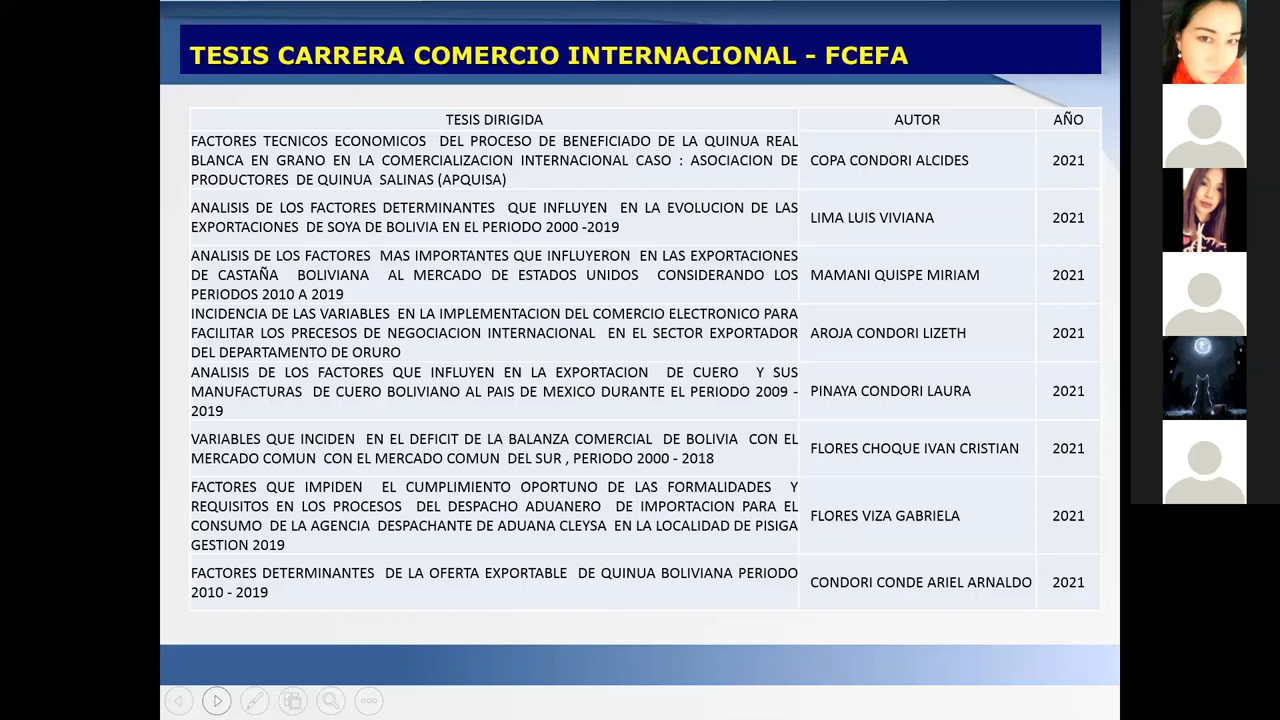 TESIS CARRERA COMERCIO INTERNACIONAL - FCEFA
TESIS DIRIGIDA AUTOR AÑO
FACTORES TECNICOS ECONOMICOS DEL PROCESO DE BENEFICIADO DE LA QUINUA REAL
BLANCA EN GRANO EN LA COMERCIALIZACION INTERNACIONAL CASO : ASOCIACION DE
PRODUCTORES DE QUINUA SALINAS (APQUISA)
COPA CONDORI ALCIDES 2021
ANALISIS DE LOS FACTORES DETERMINANTES QUE INFLUYEN EN LA EVOLUCION DE LAS
EXPORTACIONES DE SOYA DE BOLIVIA EN EL PERIODO 2000 -2019
LIMA LUIS VIVIANA 2021
ANALISIS DE LOS FACTORES MAS IMPORTANTES QUE INFLUYERON EN LAS EXPORTACIONES
DE CASTAÑA BOLIVIANA AL MERCADO DE ESTADOS UNIDOS CONSIDERANDO LOS
PERIODOS 2010 A 2019
MAMANI QUISPE MIRIAM 2021
INCIDENCIA DE LAS VARIABLES EN LA IMPLEMENTACION DEL COMERCIO ELECTRONICO PARA
FACILITAR LOS PRECESOS DE NEGOCIACION INTERNACIONAL EN EL SECTOR EXPORTADOR
DEL DEPARTAMENTO DE ORURO
AROJA CONDORI LIZETH 2021
ANALISIS DE LOS FACTORES QUE INFLUYEN EN LA EXPORTACION DE CUERO Y SUS
MANUFACTURAS DE CUERO BOLIVIANO AL PAIS DE MEXICO DURANTE EL PERIODO 2009 -
2019
PINAYA CONDORI LAURA 2021
VARIABLES QUE INCIDEN EN EL DEFICIT DE LA BALANZA COMERCIAL DE BOLIVIA CON EL
MERCADO COMUN CON EL MERCADO COMUN DEL SUR , PERIODO 2000 - 2018
FLORES CHOQUE IVAN CRISTIAN 2021
FACTORES QUE IMPIDEN EL CUMPLIMIENTO OPORTUNO DE LAS FORMALIDADES Y
REQUISITOS EN LOS PROCESOS DEL DESPACHO ADUANERO DE IMPORTACION PARA EL
CONSUMO DE LA AGENCIA DESPACHANTE DE ADUANA CLEYSA EN LA LOCALIDAD DE PISIGA
GESTION 2019
FLORES VIZA GABRIELA 2021
FACTORES DETERMINANTES DE LA OFERTA EXPORTABLE DE QUINUA BOLIVIANA PERIODO
2010 - 2019
CONDORI CONDE ARIEL ARNALDO 2021